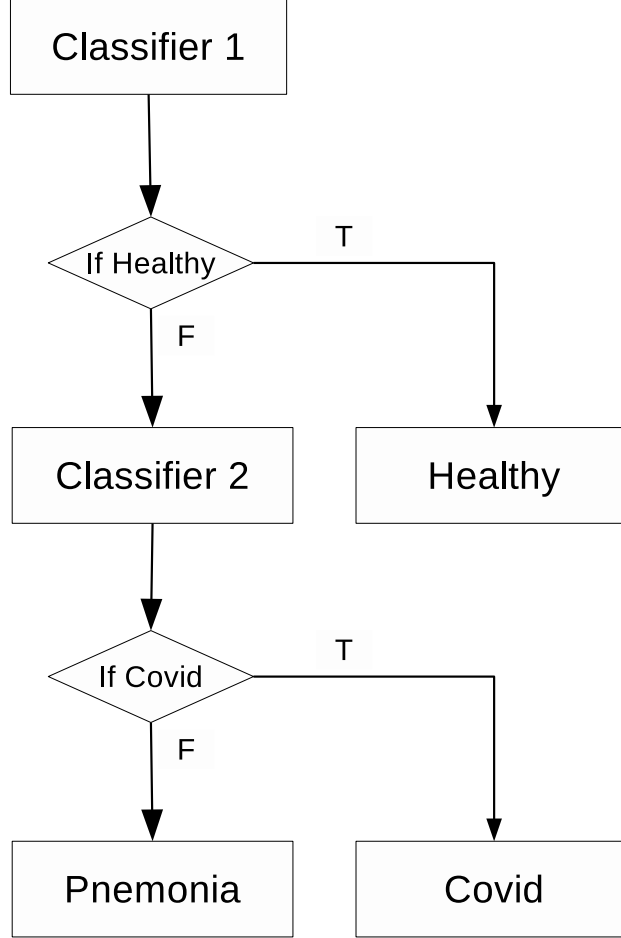 Classifier 1
If Healthy
T
F
Classifier 2
Healthy
If Covid
T
F
Pnemonia
Covid